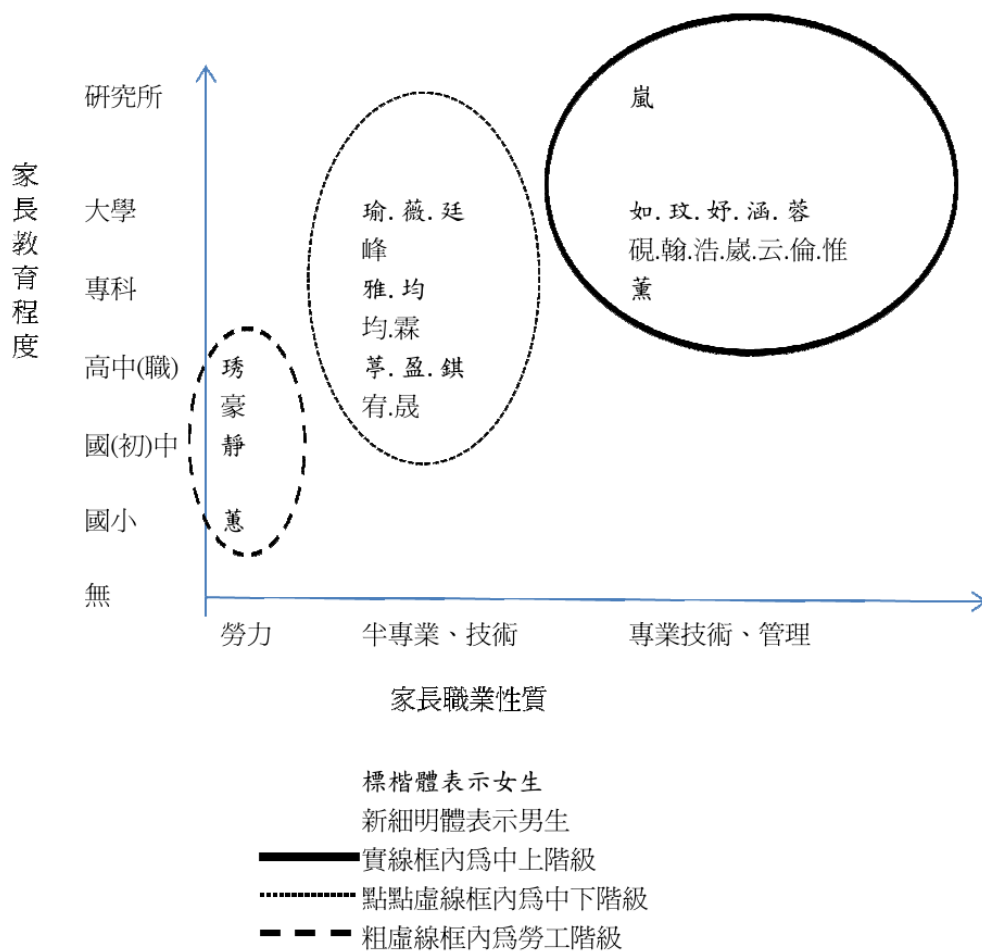 家長教育程度
研究所 嵐
大學 瑜.薇.廷 如.玟.妤.涵.蓉
峰 硯.翰.浩.崴.云.倫.惟
專科 雅.均 薰
均.霖
高中(職) 琇 葶.盈.錤
豪 宥.晟
國(初)中 靜
國小 蕙
無
勞力 半專業、技術 專業技術、管理
家長職業性質
標楷體表示女生
新細明體表示男生
實線框內為中上階級
點點虛線框內為中下階級
粗虛線框內為勞工階級